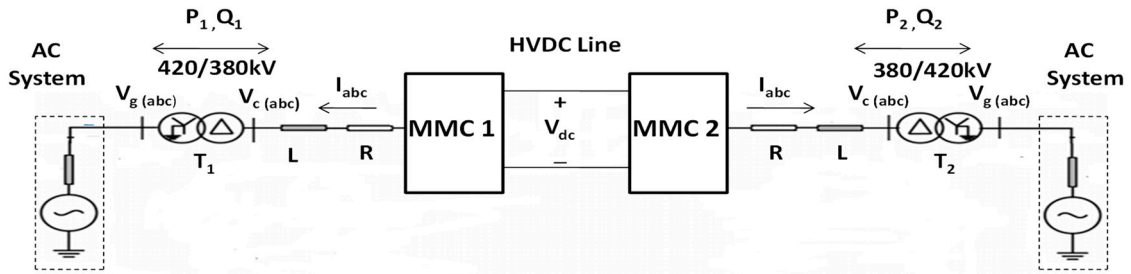 P1,Q1
P2,Q2
HVDC Line
AC
System
420/380kV
380/420kV
AC
System
Vg (abc)
Vc (abc)
Iabc
Iabc
Vc (abc)
Vg (abc)
+
MMC 1
Vdc
MMC 2
–
T1
L
R
R
L
T2